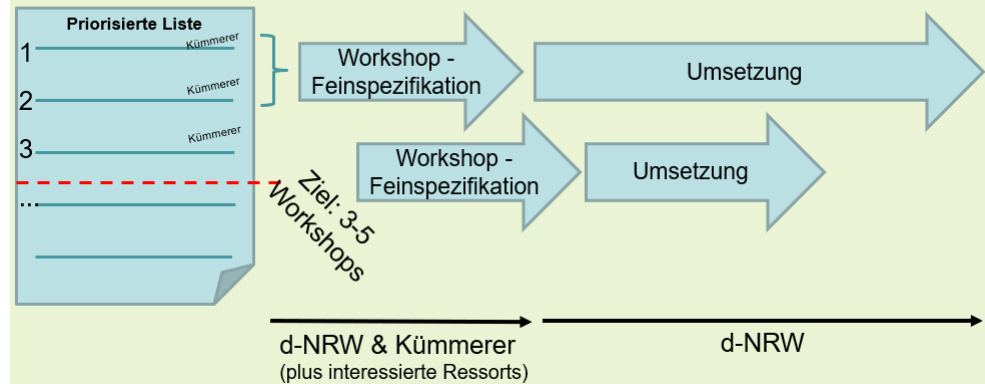 Priorisierte Liste
1
Kümmerer
2
Kümmerer
3
Kümmerer
...
Workshop -
Feinspezifikation
Umsetzung
Workshop -
Feinspezifikation
Umsetzung
Ziel: 3-5
Workshops
d-NRW & Kümmerer
(plus interessierte Ressorts)
d-NRW